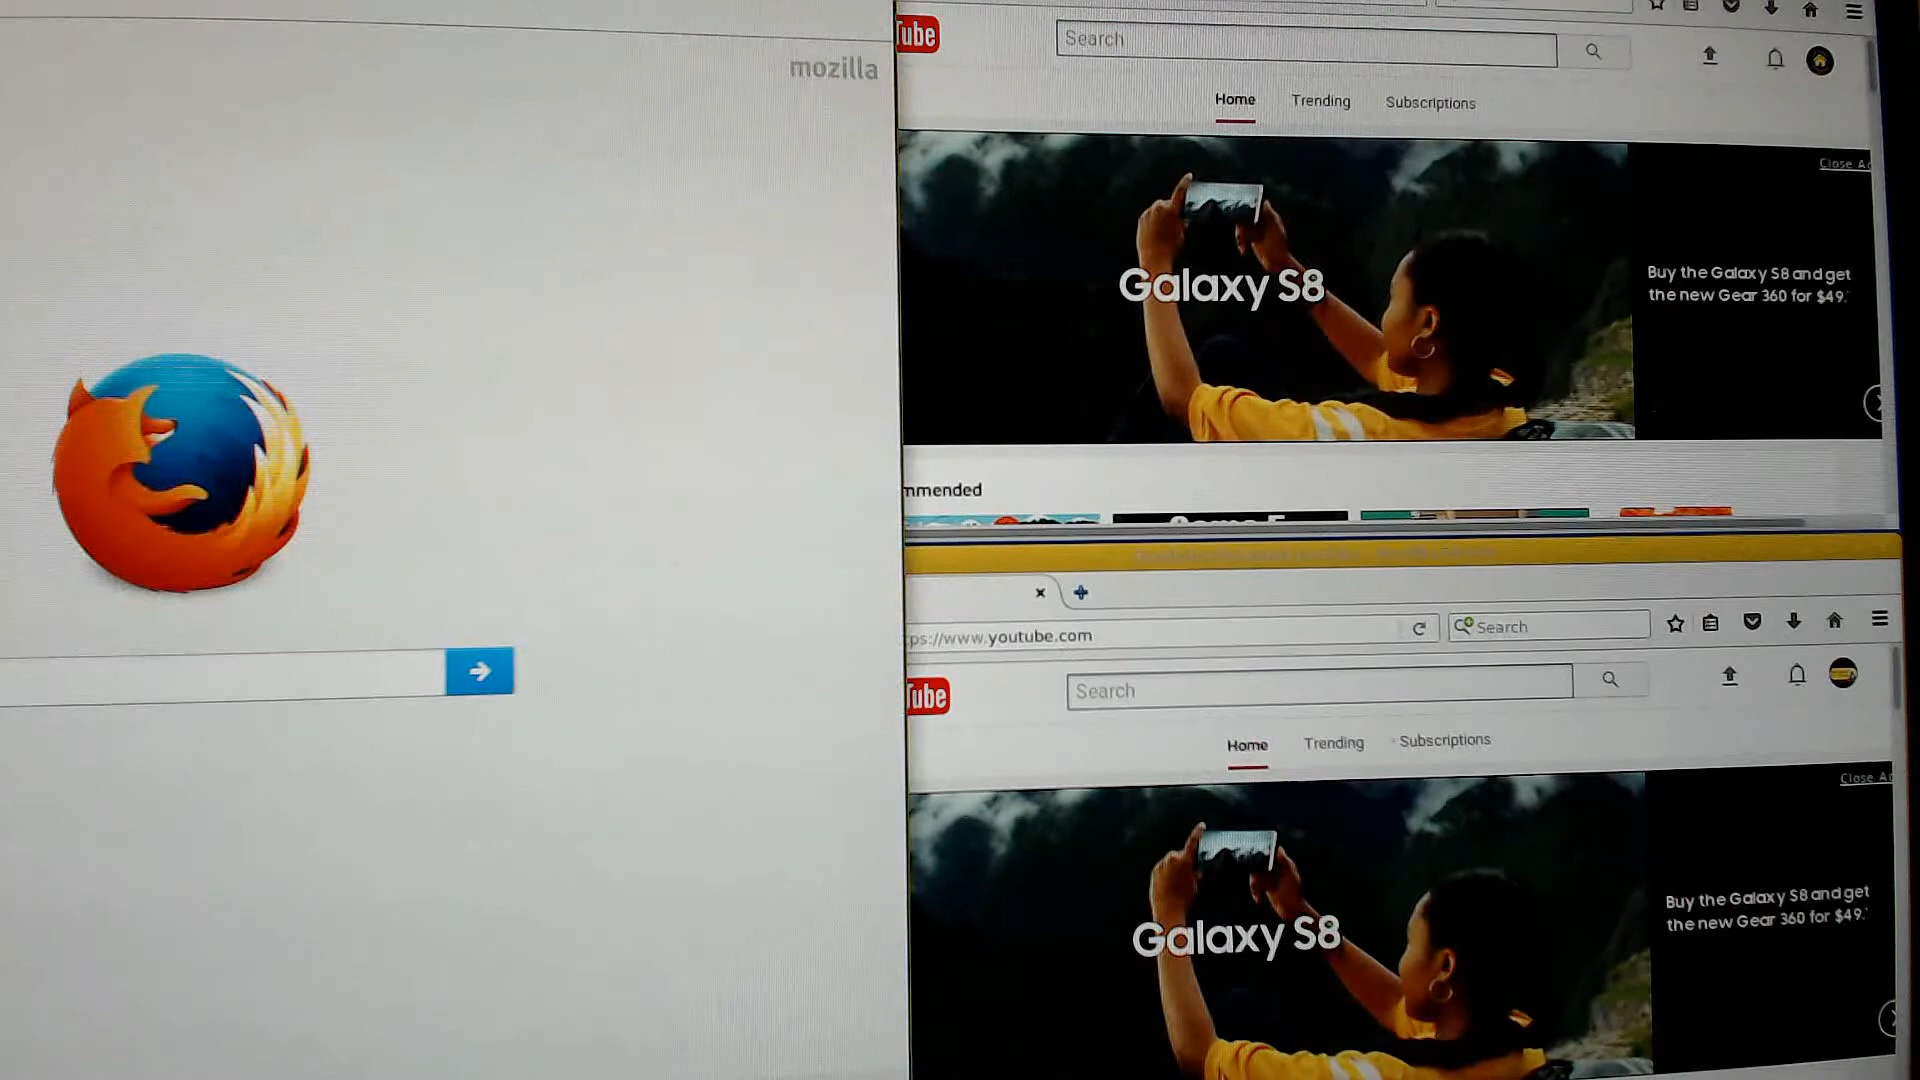 mozilla
Tube
Search
Home Trending Subscriptions
Close Ad
Galaxy S8
Buy the Galaxy S8 and get
the new Gear 360 for $49.*
mmended
ps://www.youtube.com
Search
Tube
Search
Home Trending Subscriptions
Close Ad
Galaxy S8
Buy the Galaxy S8 and get
the new Gear 360 for $49.*